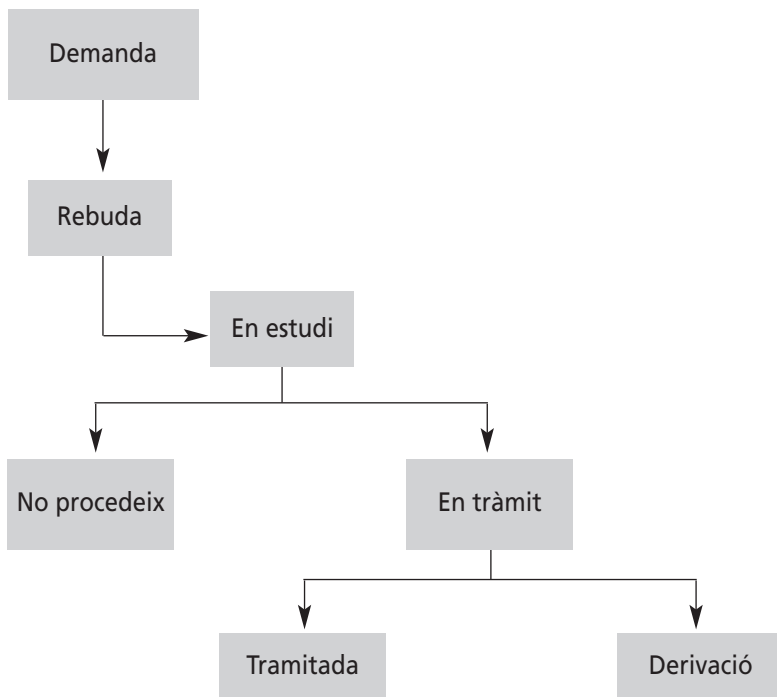 Demanda
Rebuda
En estudi
No procedeix
En tràmit
Tramitada
Derivació